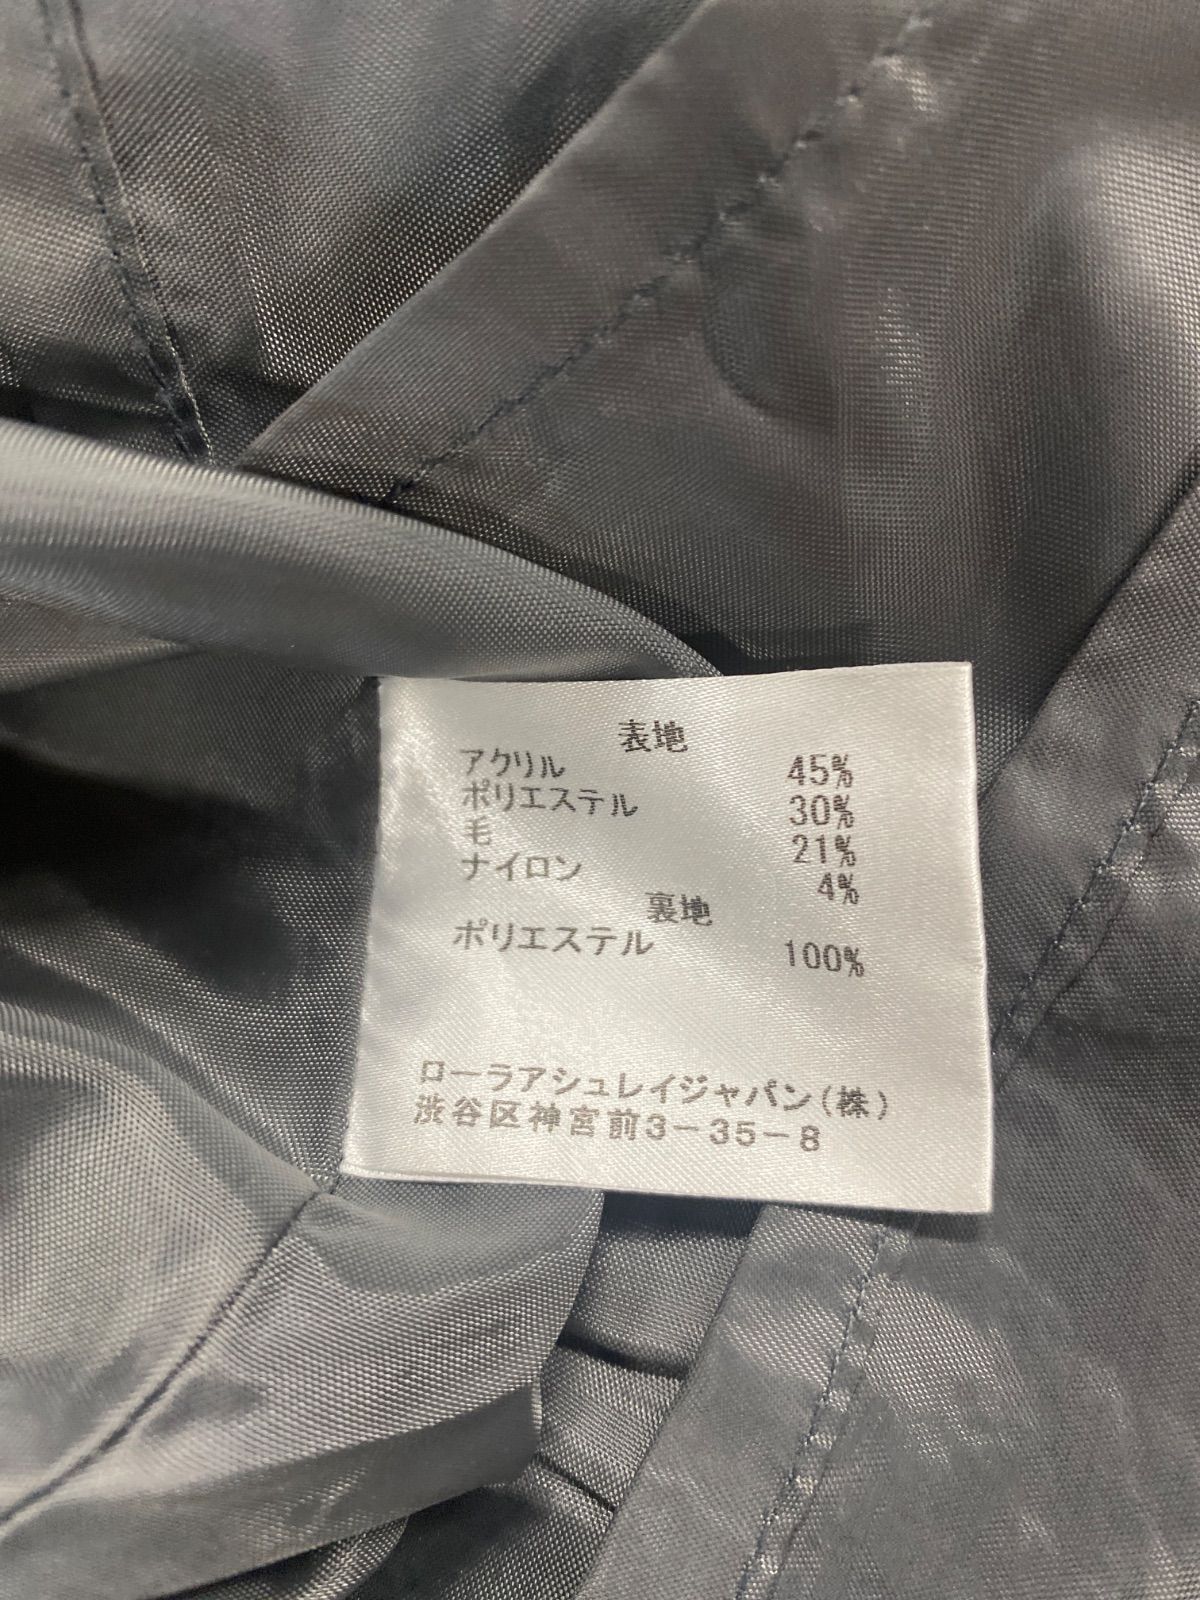 表地
アクリル 45%
ポリエステル 30%
毛 21%
ナイロン 4%
裏地
ポリエステル 100%
ローラアシュレイジャパン(株)
渋谷区神宮前3-35-8